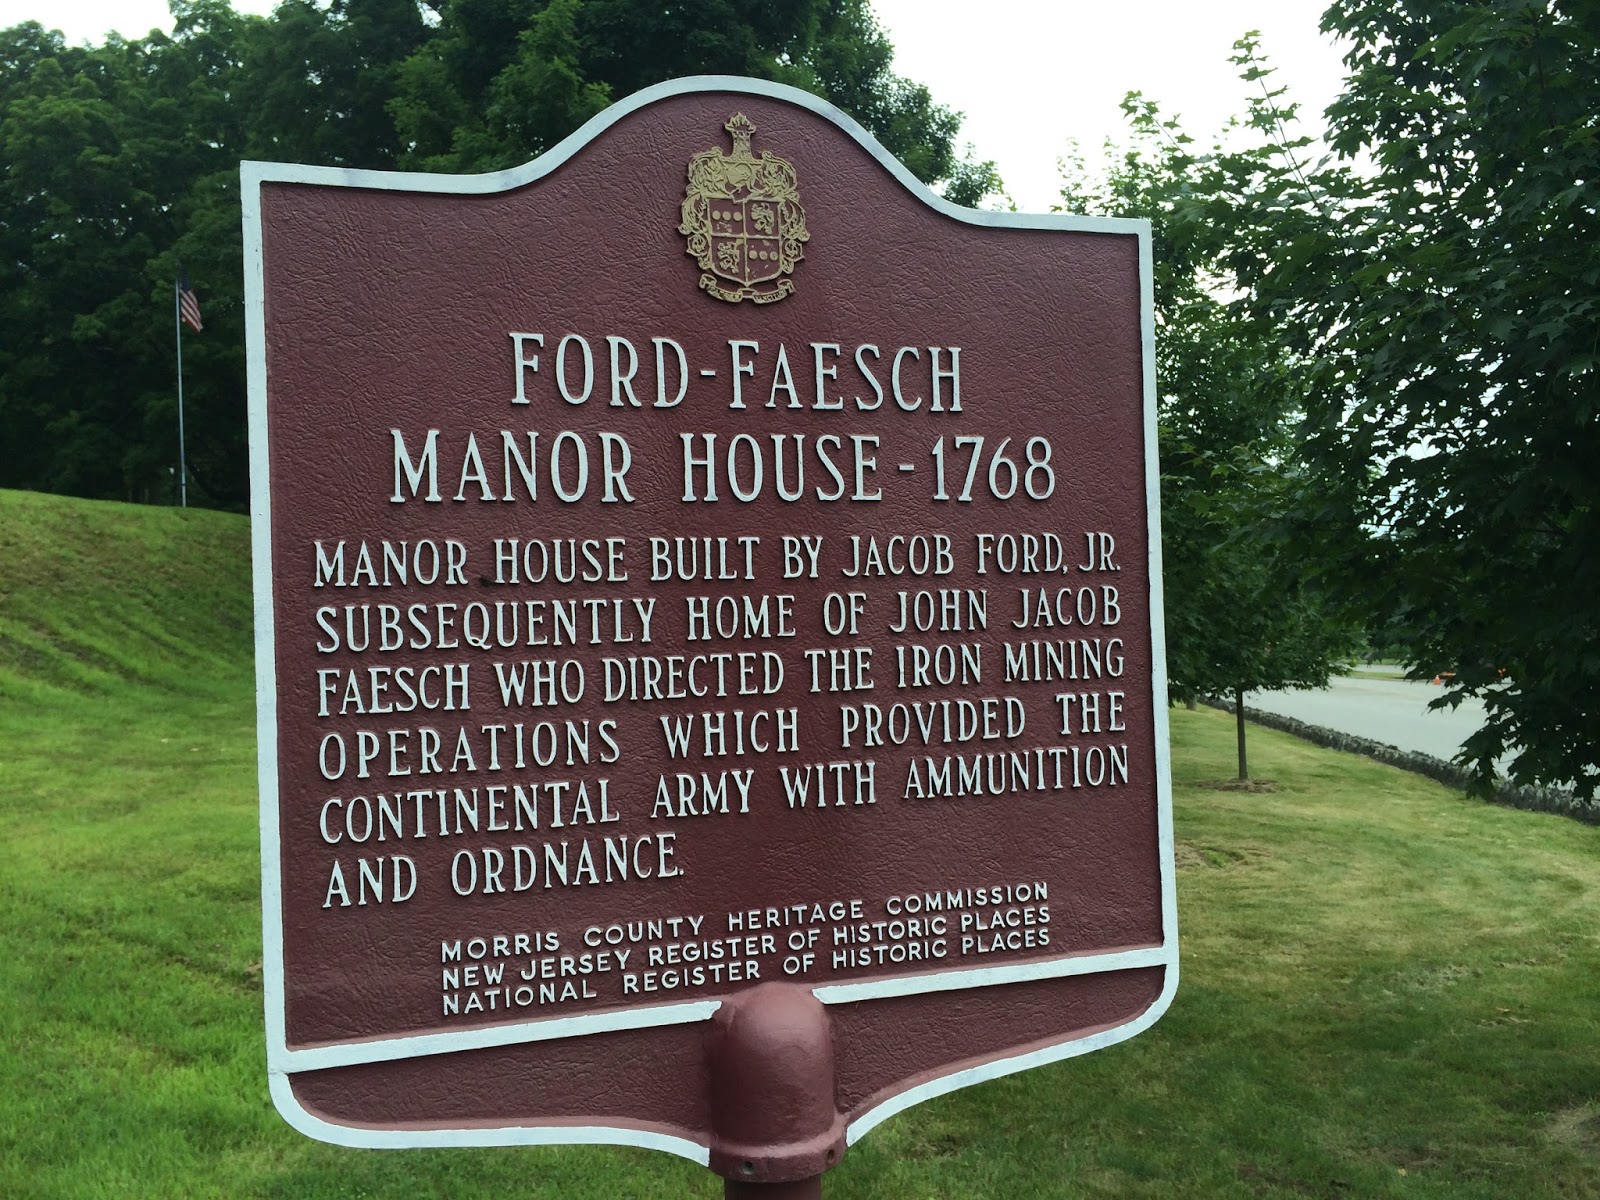 FORD-FAESCH
MANOR HOUSE - 1768
MANOR HOUSE BUILT BY JACOB FORD, JR.
SUBSEQUENTLY HOME OF JOHN JACOB
FAESCH WHO DIRECTED THE IRON MINING
OPERATIONS WHICH PROVIDED THE
CONTINENTAL ARMY WITH AMMUNITION
AND ORDNANCE.
MORRIS COUNTY HERITAGE COMMISSION
NEW JERSEY REGISTER OF HISTORIC PLACES
NATIONAL REGISTER OF HISTORIC PLACES